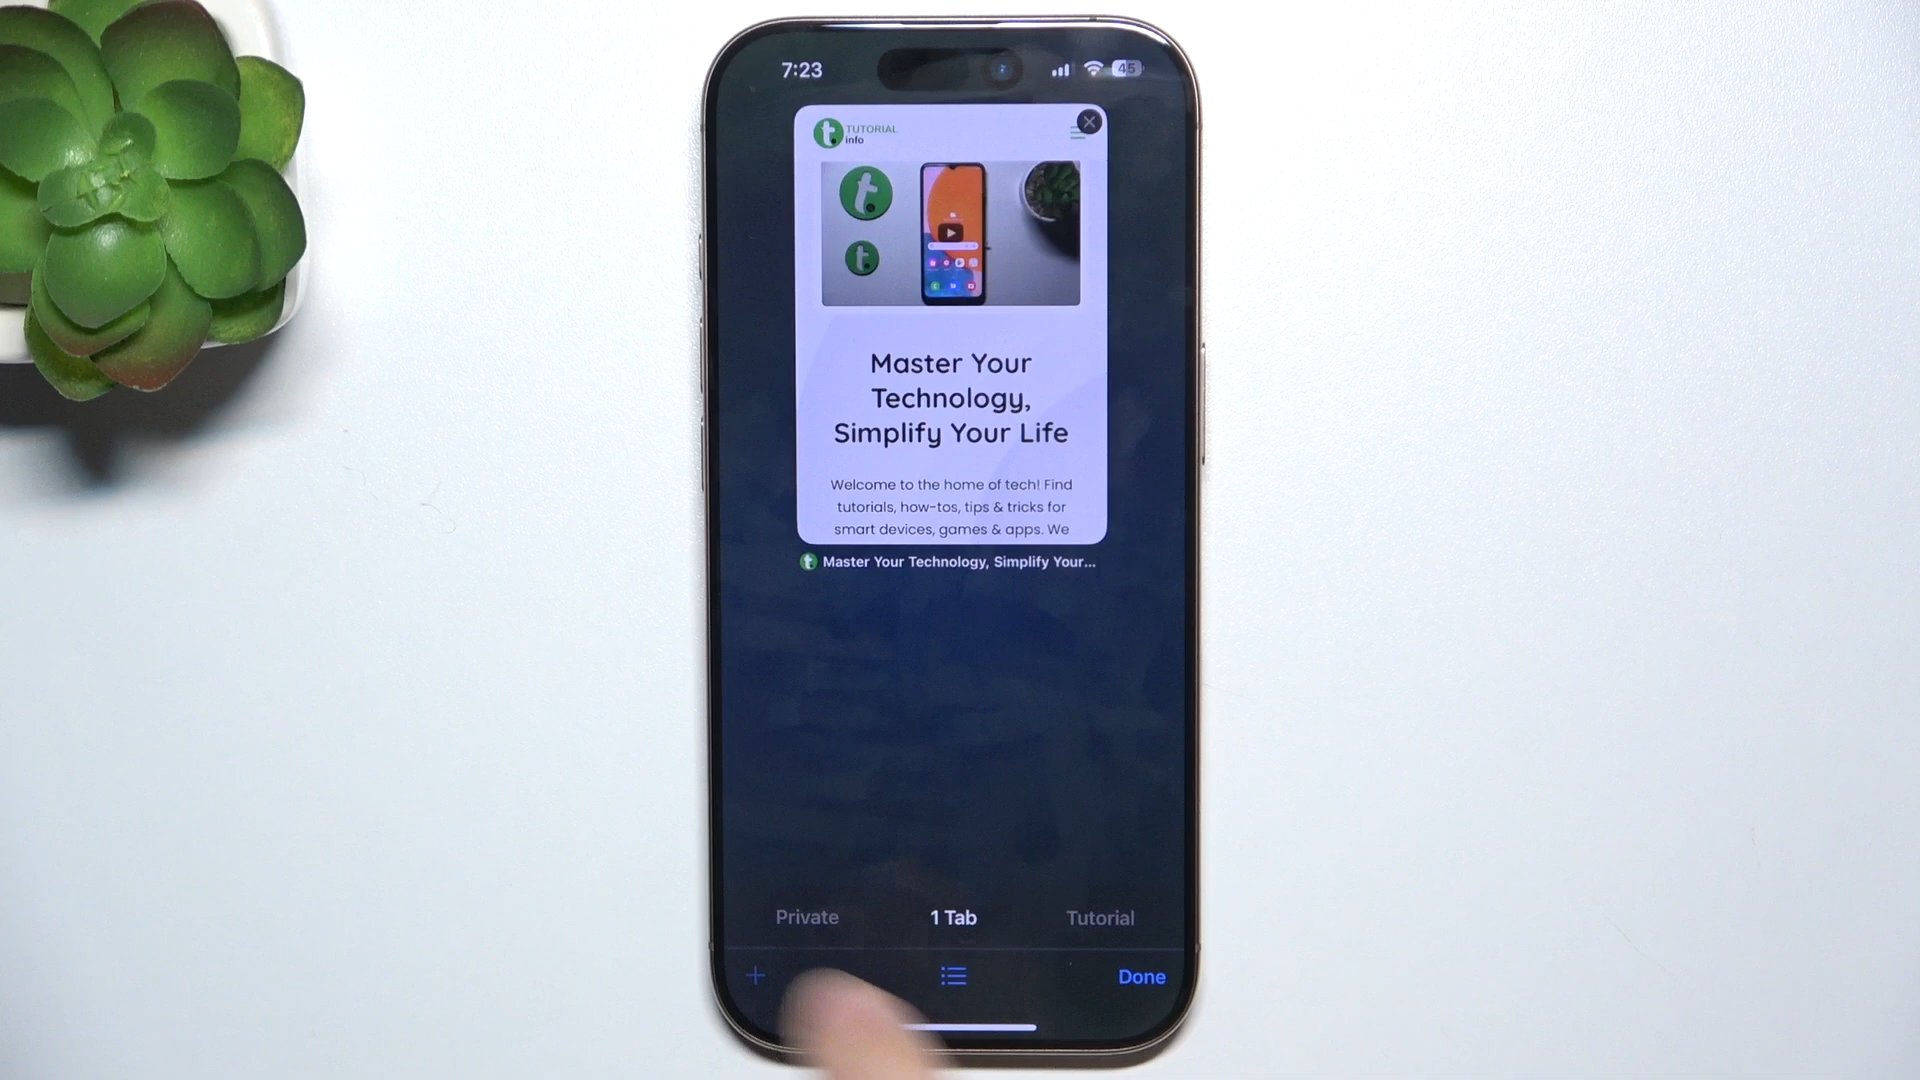 7:23
45
t. TUTORIAL
info
t.
t.
Master Your
Technology,
Simplify Your Life
Welcome to the home of tech! Find
tutorials, how-tos, tips & tricks for
smart devices, games & apps. We
t. Master Your Technology, Simplify Your...
Private
1 Tab
Tutorial
Done